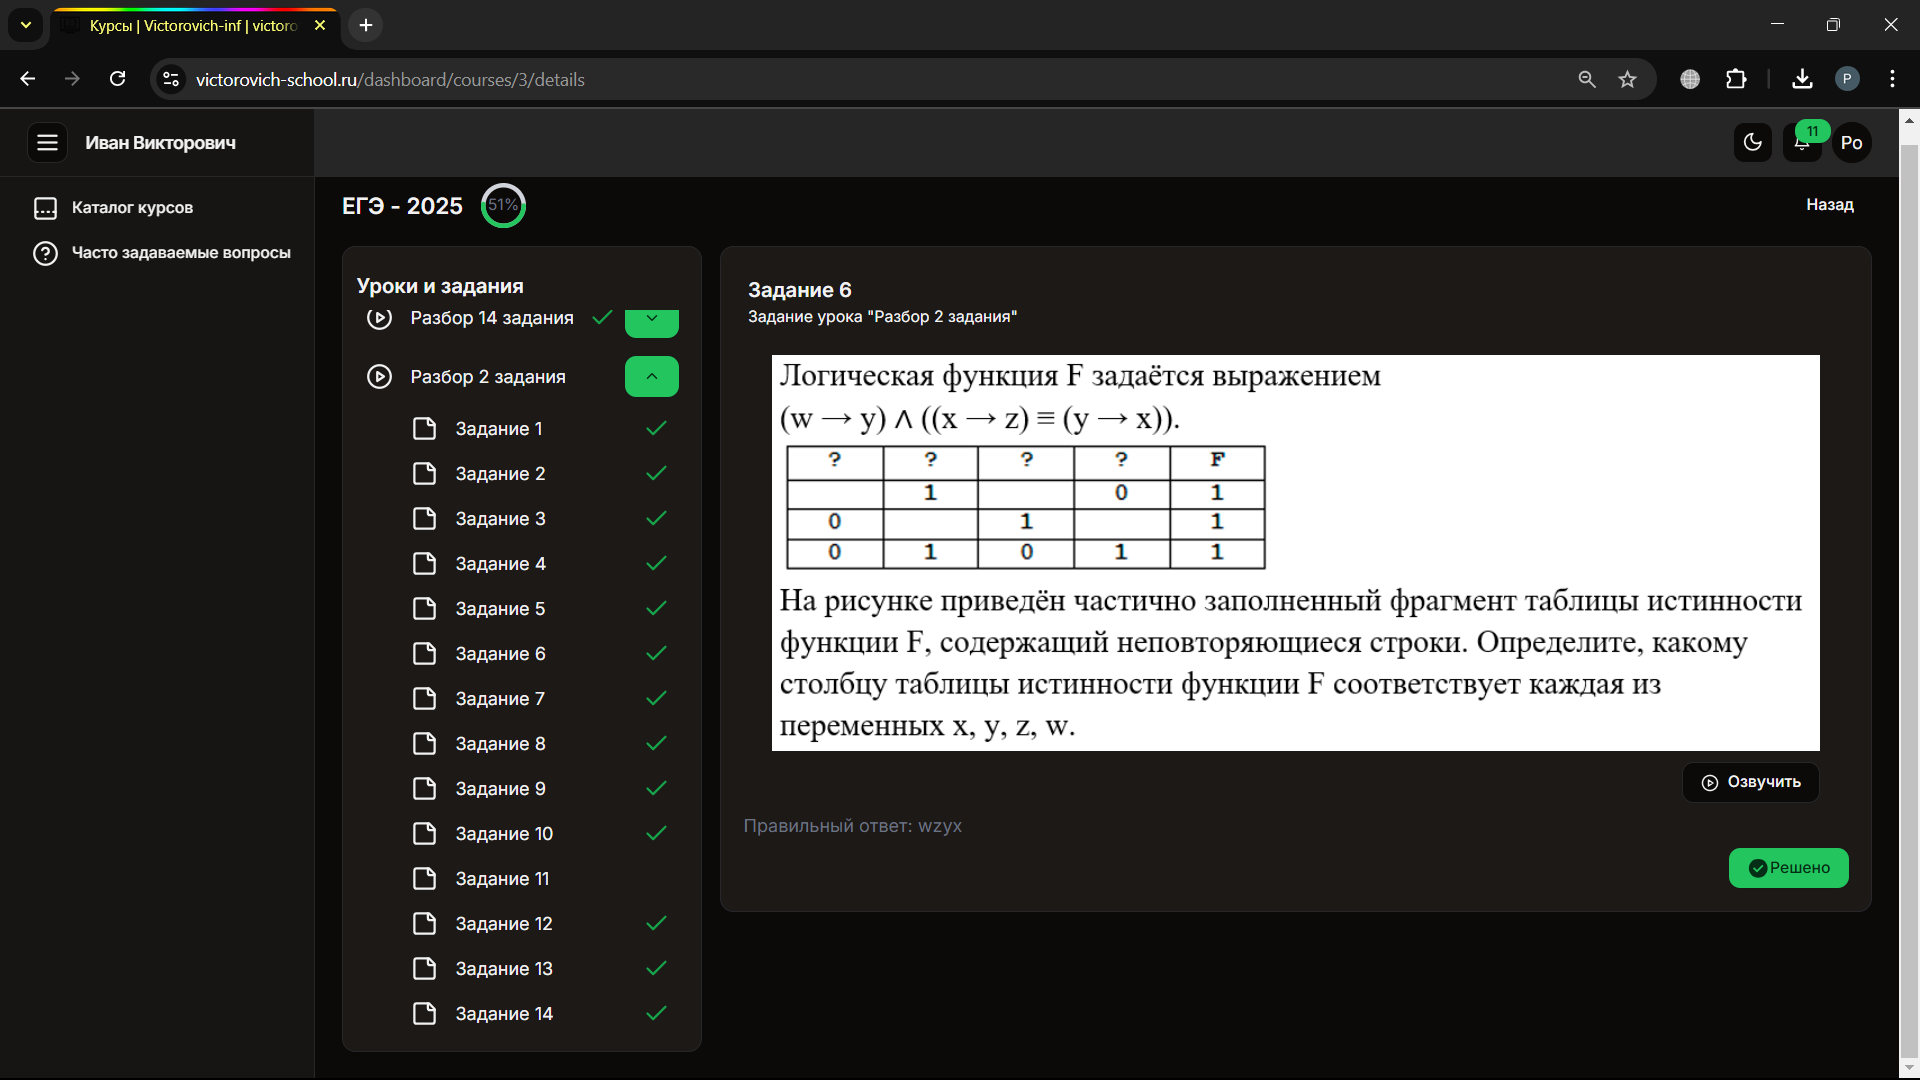 Курсы | Victorovich-inf | victoro
victorovich-school.ru/dashboard/courses/3/details
P
Иван Викторович
11
Po
Каталог курсов
Часто задаваемые вопросы
ЕГЭ - 2025
51%
Назад
Уроки и задания
Разбор 14 задания
Разбор 2 задания
Задание 1
Задание 2
Задание 3
Задание 4
Задание 5
Задание 6
Задание 7
Задание 8
Задание 9
Задание 10
Задание 11
Задание 12
Задание 13
Задание 14
Задание 6
Задание урока "Разбор 2 задания"
Логическая функция F задаётся выражением
(w → y) ∧ ((x → z) ≡ (y → x)).
? ? ? ? F
1 0 1
0 1 1
0 1 0 1 1
На рисунке приведён частично заполненный фрагмент таблицы истинности
функции F, содержащий неповторяющиеся строки. Определите, какому
столбцу таблицы истинности функции F соответствует каждая из
переменных x, y, z, w.
Озвучить
Правильный ответ: wzyx
Решено